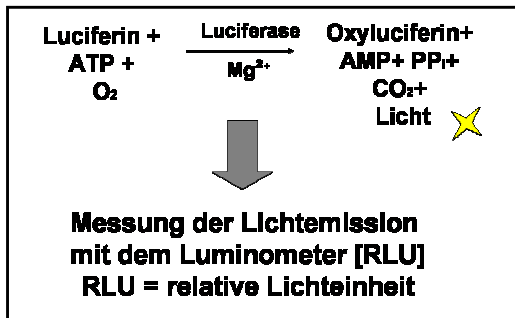 Luciferin +
ATP +
O₂
Luciferase
Mg²⁺
Oxyluciferin+
AMP+ PPᵢ+
CO₂+
Licht
Messung der Lichtemission
mit dem Luminometer [RLU]
RLU = relative Lichteinheit